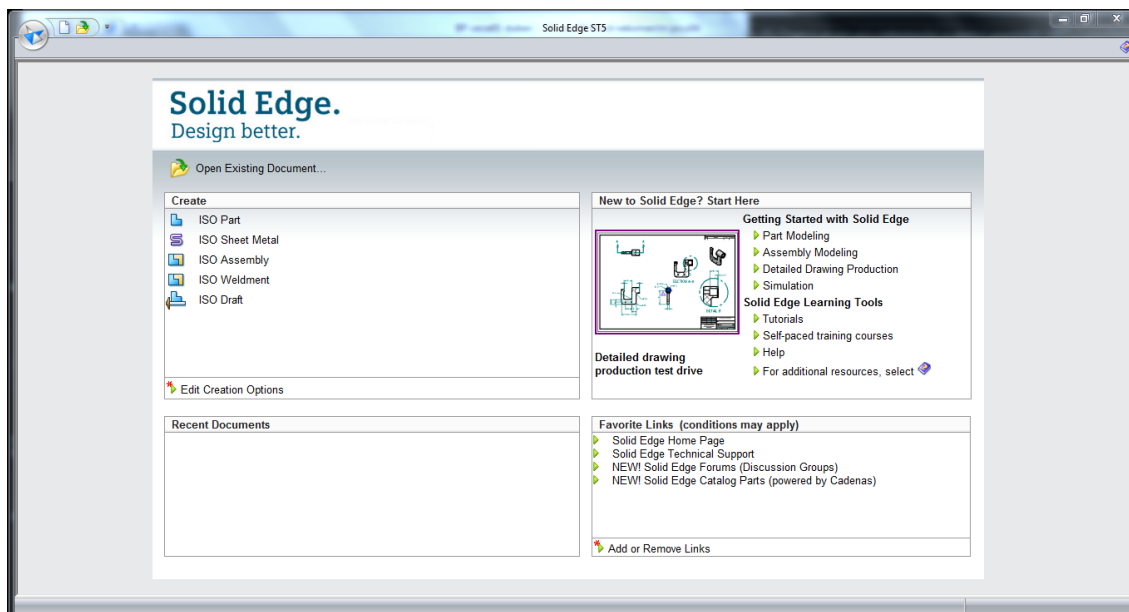 Solid Edge ST5
Solid Edge.
Design better.
Open Existing Document...
Create
ISO Part
ISO Sheet Metal
ISO Assembly
ISO Weldment
ISO Draft
Edit Creation Options
New to Solid Edge? Start Here
Getting Started with Solid Edge
Part Modeling
Assembly Modeling
Detailed Drawing Production
Simulation
Solid Edge Learning Tools
Tutorials
Self-paced training courses
Help
For additional resources, select
Detailed drawing
production test drive
Recent Documents
Favorite Links (conditions may apply)
Solid Edge Home Page
Solid Edge Technical Support
NEW! Solid Edge Forums (Discussion Groups)
NEW! Solid Edge Catalog Parts (powered by Cadenas)
Add or Remove Links